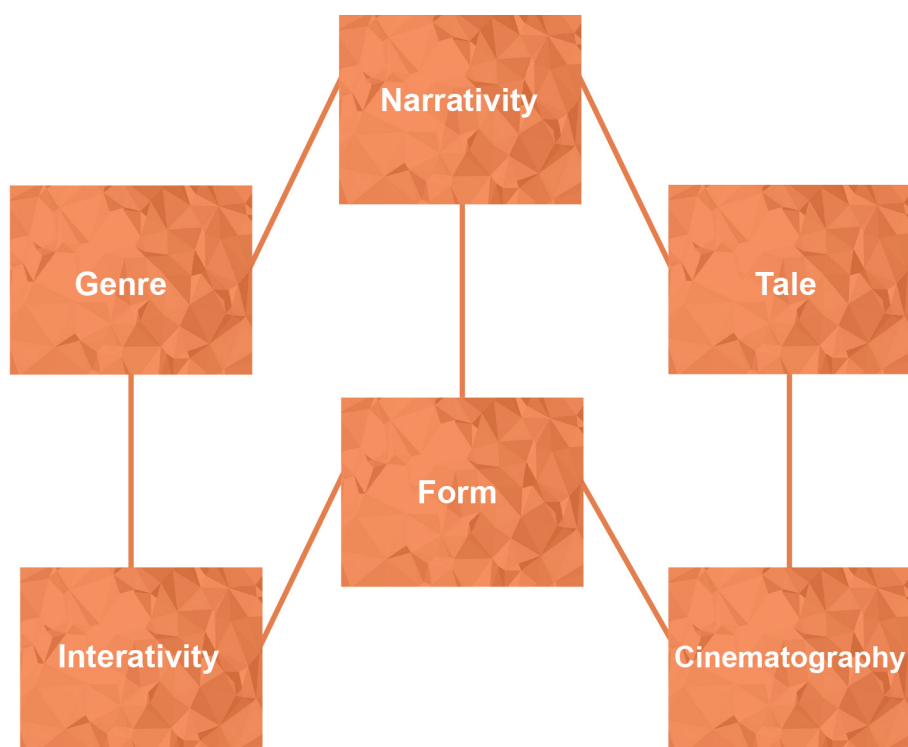 Narrativity
Genre
Tale
Form
Interativity
Cinematography